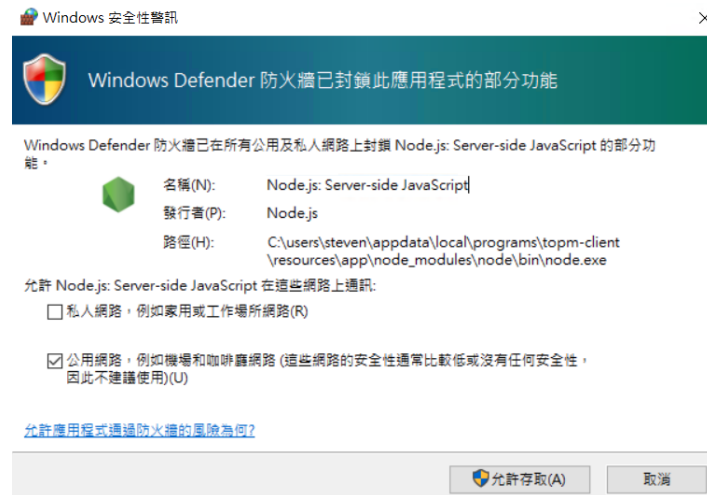 Windows 安全性警訊
Windows Defender 防火牆已封鎖此應用程式的部分功能
Windows Defender 防火牆已在所有公用及私人網路上封鎖 Node.js: Server-side JavaScript 的部分功
能。
名稱(N): Node.js: Server-side JavaScript
發行者(P): Node.js
路徑(H): C:\users\steven\appdata\local\programs\topm-client
\resources\app\node_modules\node\bin\node.exe
允許 Node.js: Server-side JavaScript 在這些網路上通訊:
私人網路，例如家用或工作場所網路(R)
公用網路，例如機場和咖啡廳網路 (這些網路的安全性通常比較低或沒有任何安全性，
因此不建議使用)(U)
允許應用程式通過防火牆的風險為何?
允許存取(A) 取消